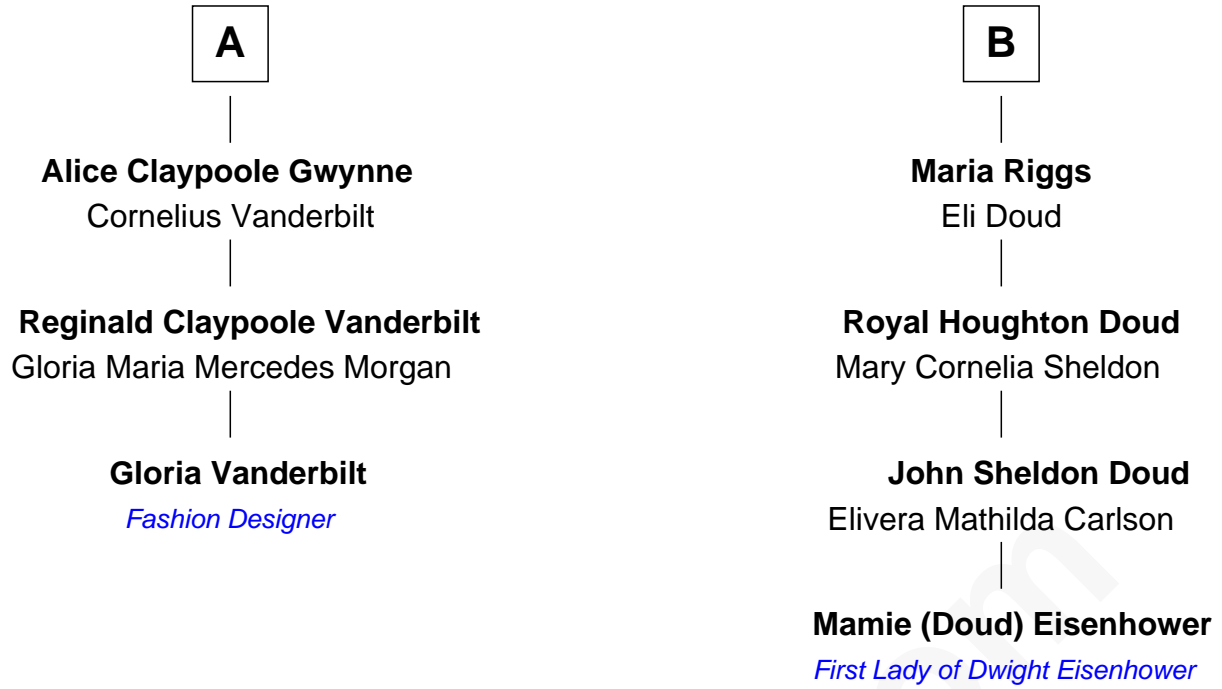 A
Alice Claypoole Gwynne
Cornelius Vanderbilt
Reginald Claypoole Vanderbilt
Gloria Maria Mercedes Morgan
Gloria Vanderbilt
Fashion Designer
B
Maria Riggs
Eli Doud
Royal Houghton Doud
Mary Cornelia Sheldon
John Sheldon Doud
Elivera Mathilda Carlson
Mamie (Doud) Eisenhower
First Lady of Dwight Eisenhower